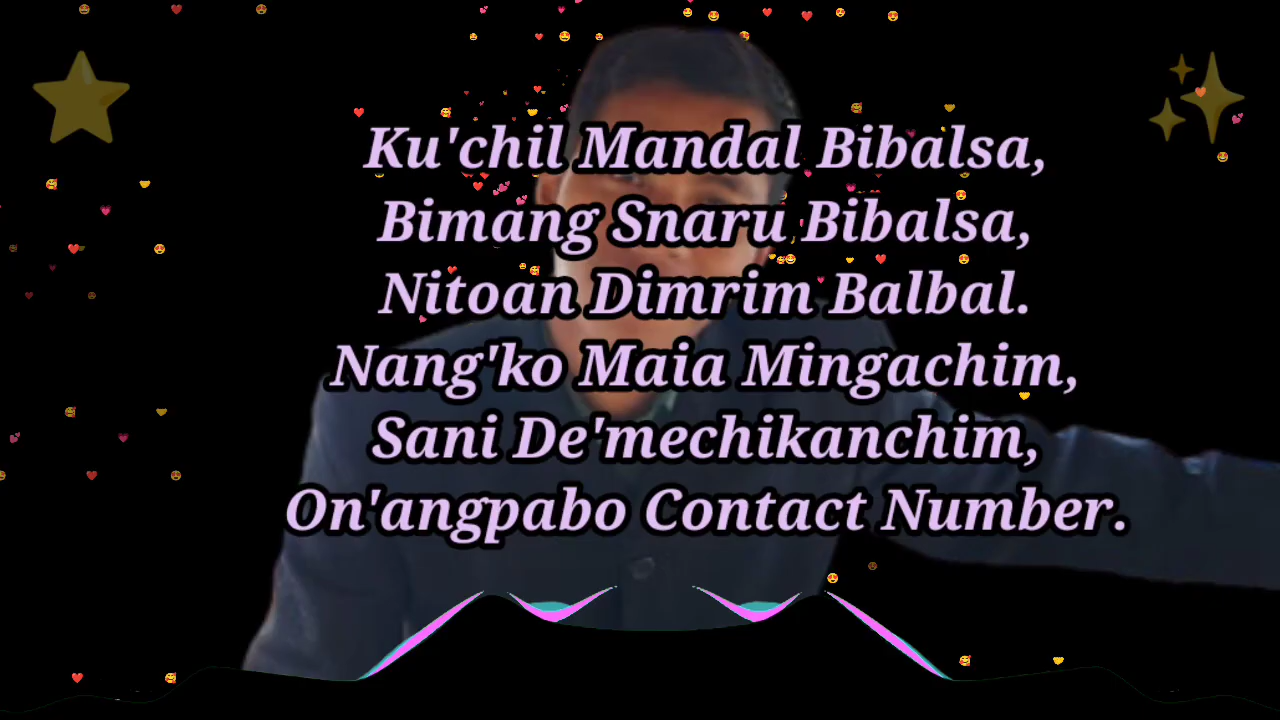 Ku'chil Mandal Bibalsa,
Bimang Snaru Bibalsa,
Nitoan Dimrim Balbal.
Nang'ko Maia Mingachim,
Sani De'mechikanchim,
On'angpabo Contact Number.